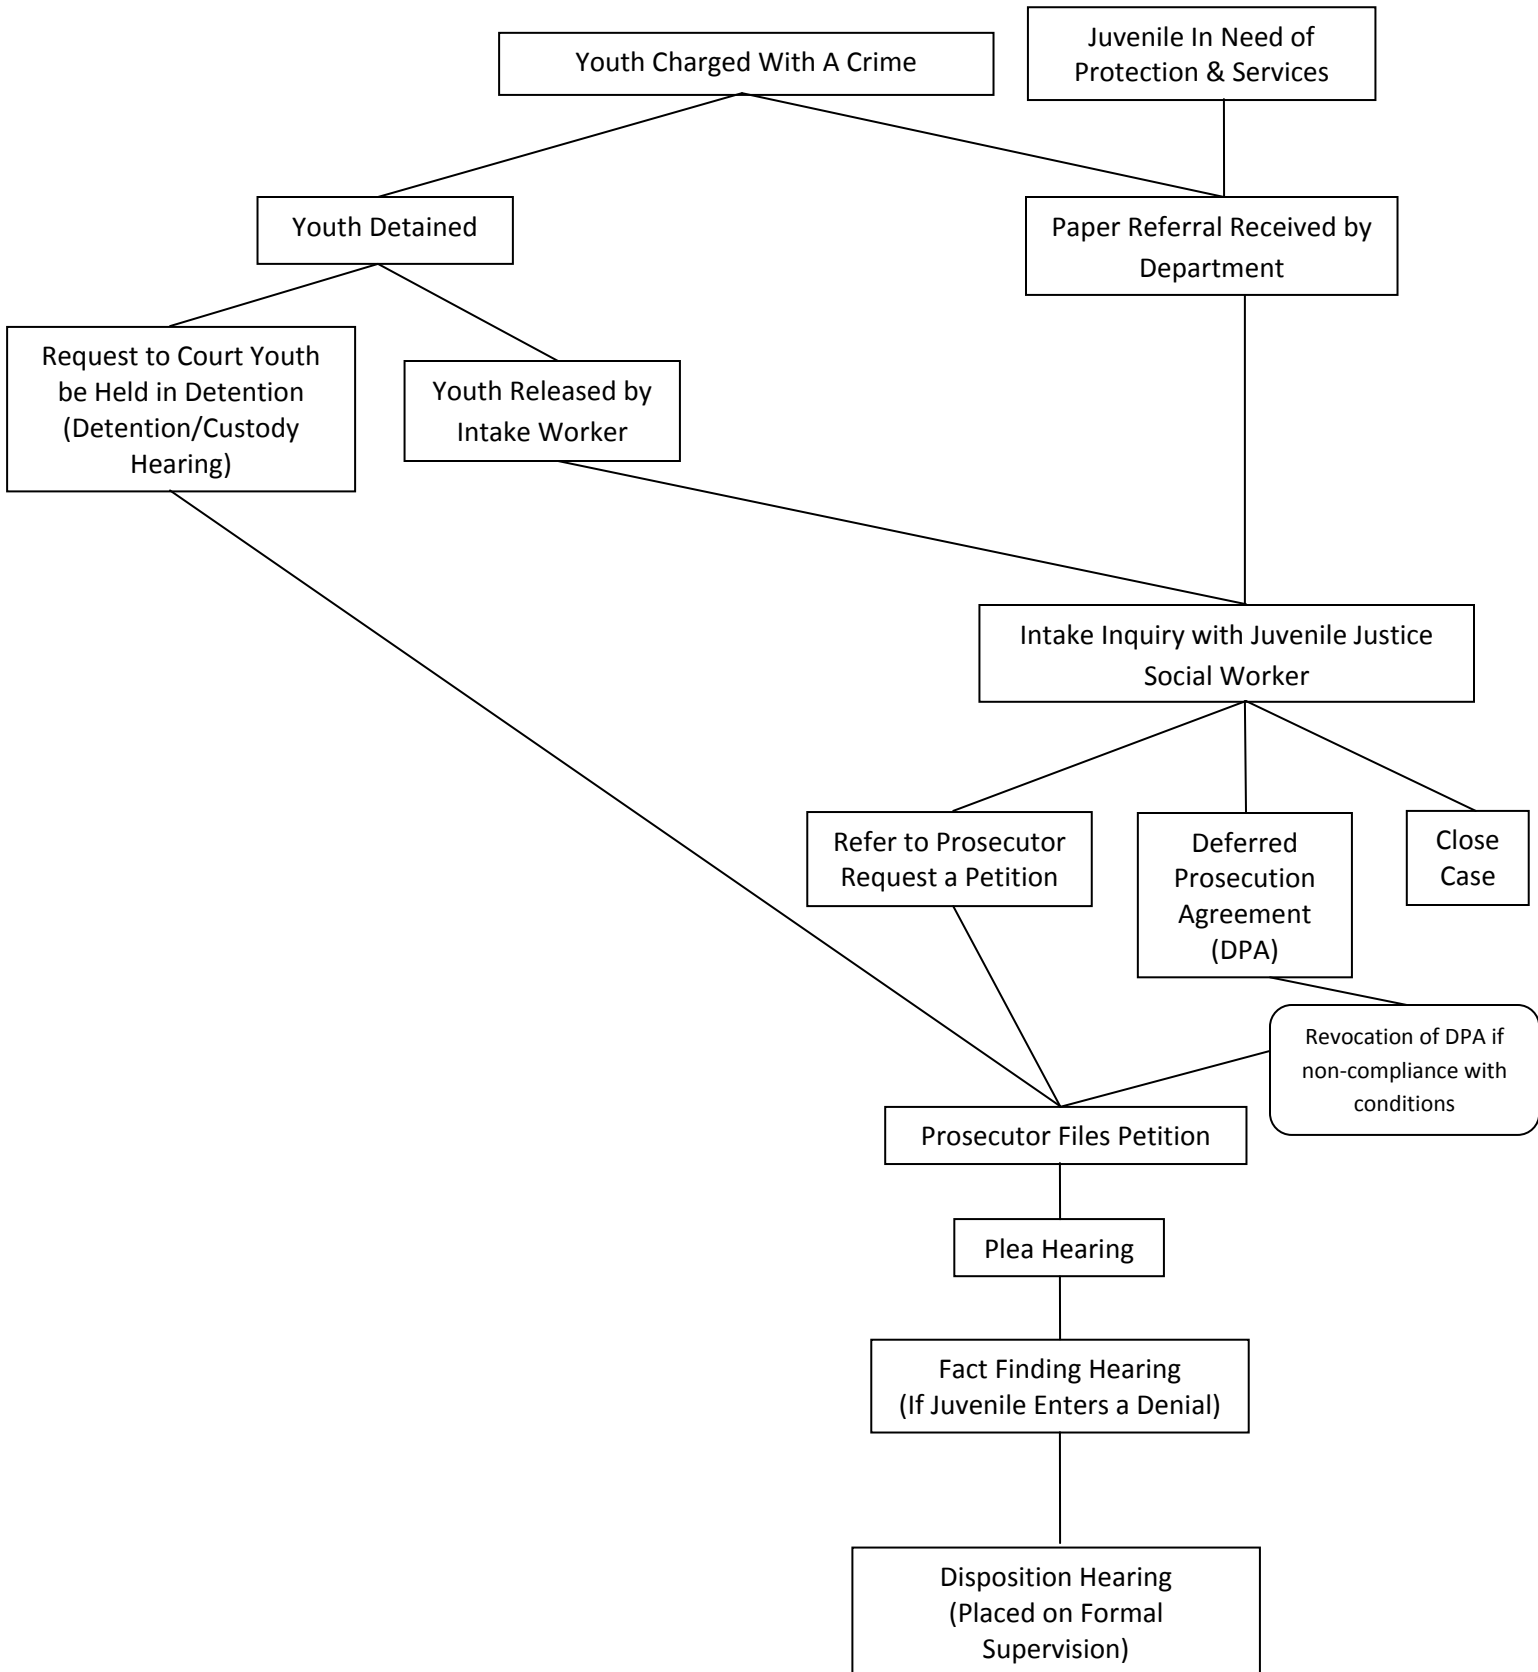 Youth Charged With A Crime
Juvenile In Need of
Protection & Services
Youth Detained
Paper Referral Received by
Department
Request to Court Youth
be Held in Detention
(Detention/Custody
Hearing)
Youth Released by
Intake Worker
Intake Inquiry with Juvenile Justice
Social Worker
Refer to Prosecutor
Request a Petition
Deferred
Prosecution
Agreement
(DPA)
Close
Case
Revocation of DPA if
non-compliance with
conditions
Prosecutor Files Petition
Plea Hearing
Fact Finding Hearing
(If Juvenile Enters a Denial)
Disposition Hearing
(Placed on Formal
Supervision)